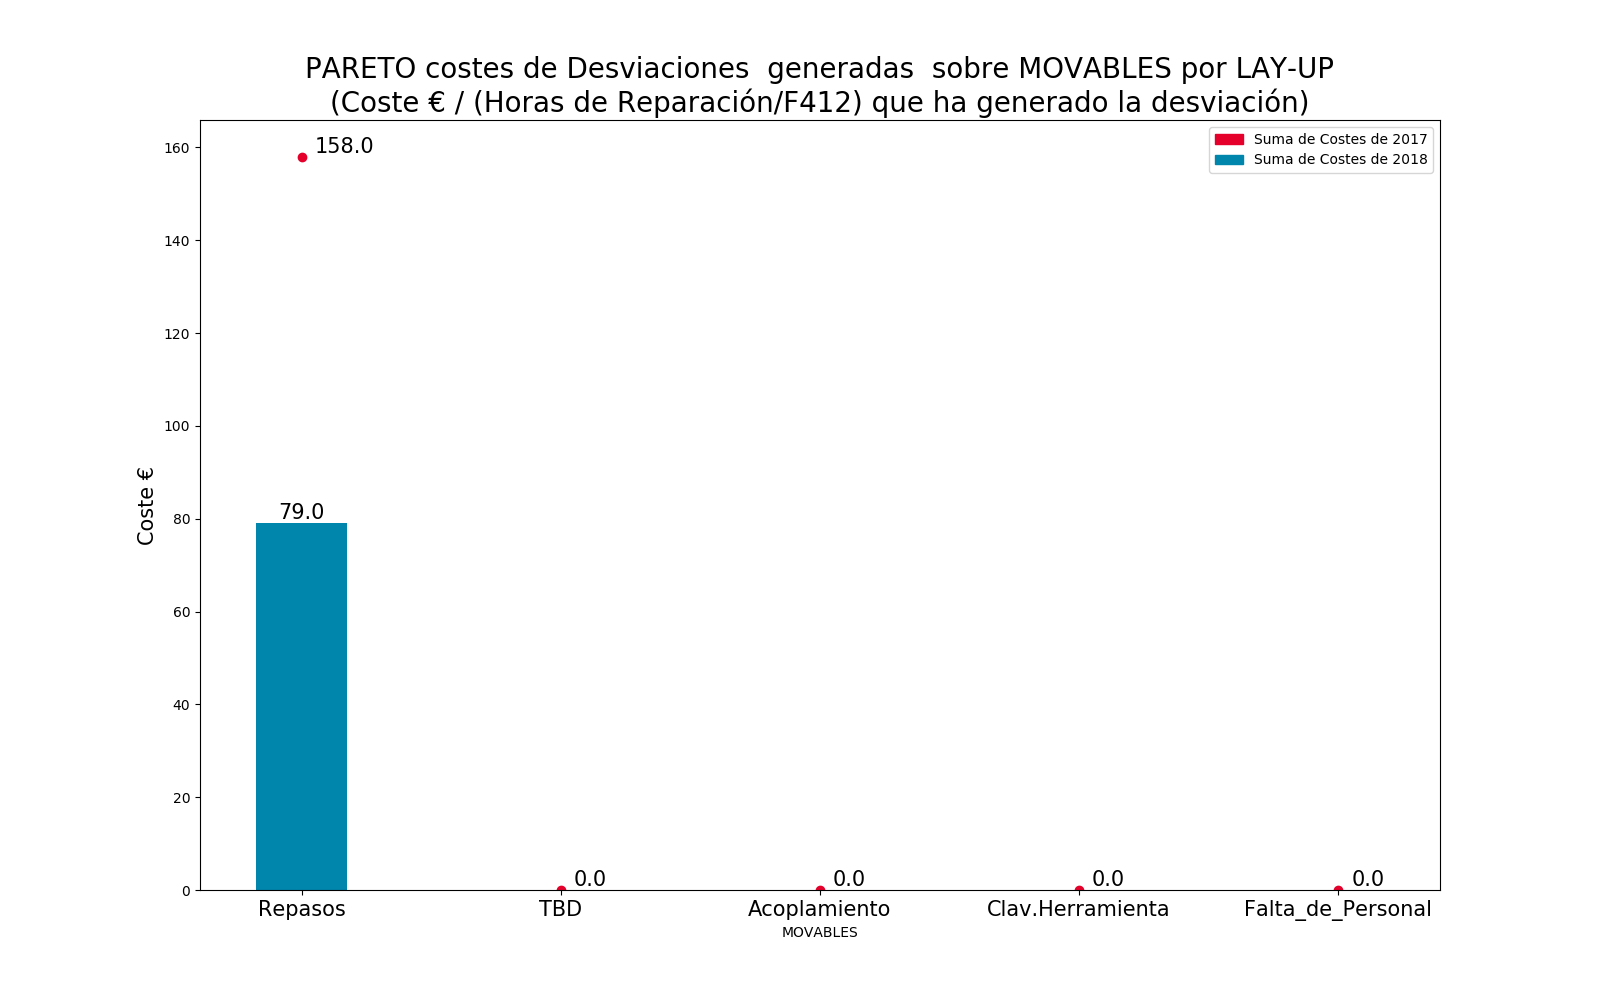 PARETO costes de Desviaciones  generadas  sobre MOVABLES por LAY-UP
(Coste € / (Horas de Reparación/F412) que ha generado la desviación)
Suma de Costes de 2017
Suma de Costes de 2018
160
140
120
100
80
60
40
20
0
Coste €
158.0
79.0
0.0
0.0
0.0
0.0
Repasos
TBD
Acoplamiento
Clav.Herramienta
Falta_de_Personal
MOVABLES